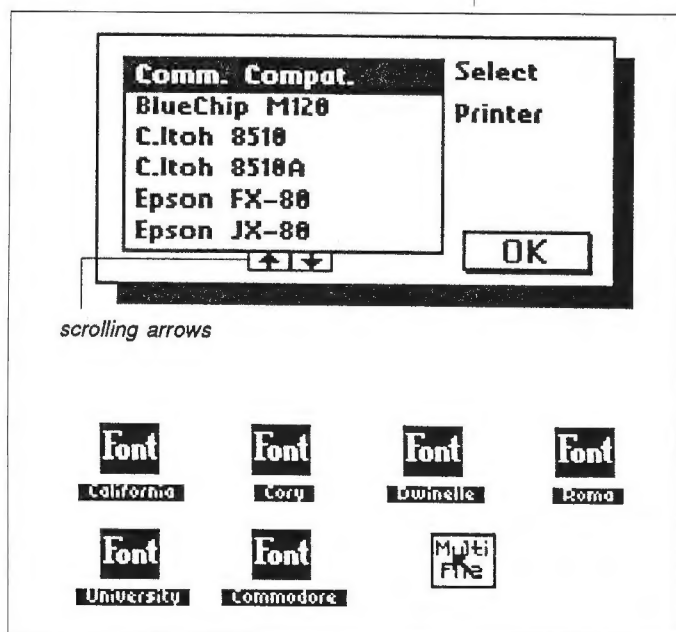 Comm. Compat.
BlueChip M120
C.Itoh 8510
C.Itoh 8510A
Epson FX-80
Epson JX-80
Select
Printer
OK
scrolling arrows
Font
California
Font
Cory
Font
Dwinelle
Font
Roma
Font
University
Font
Commodore
Multi
File